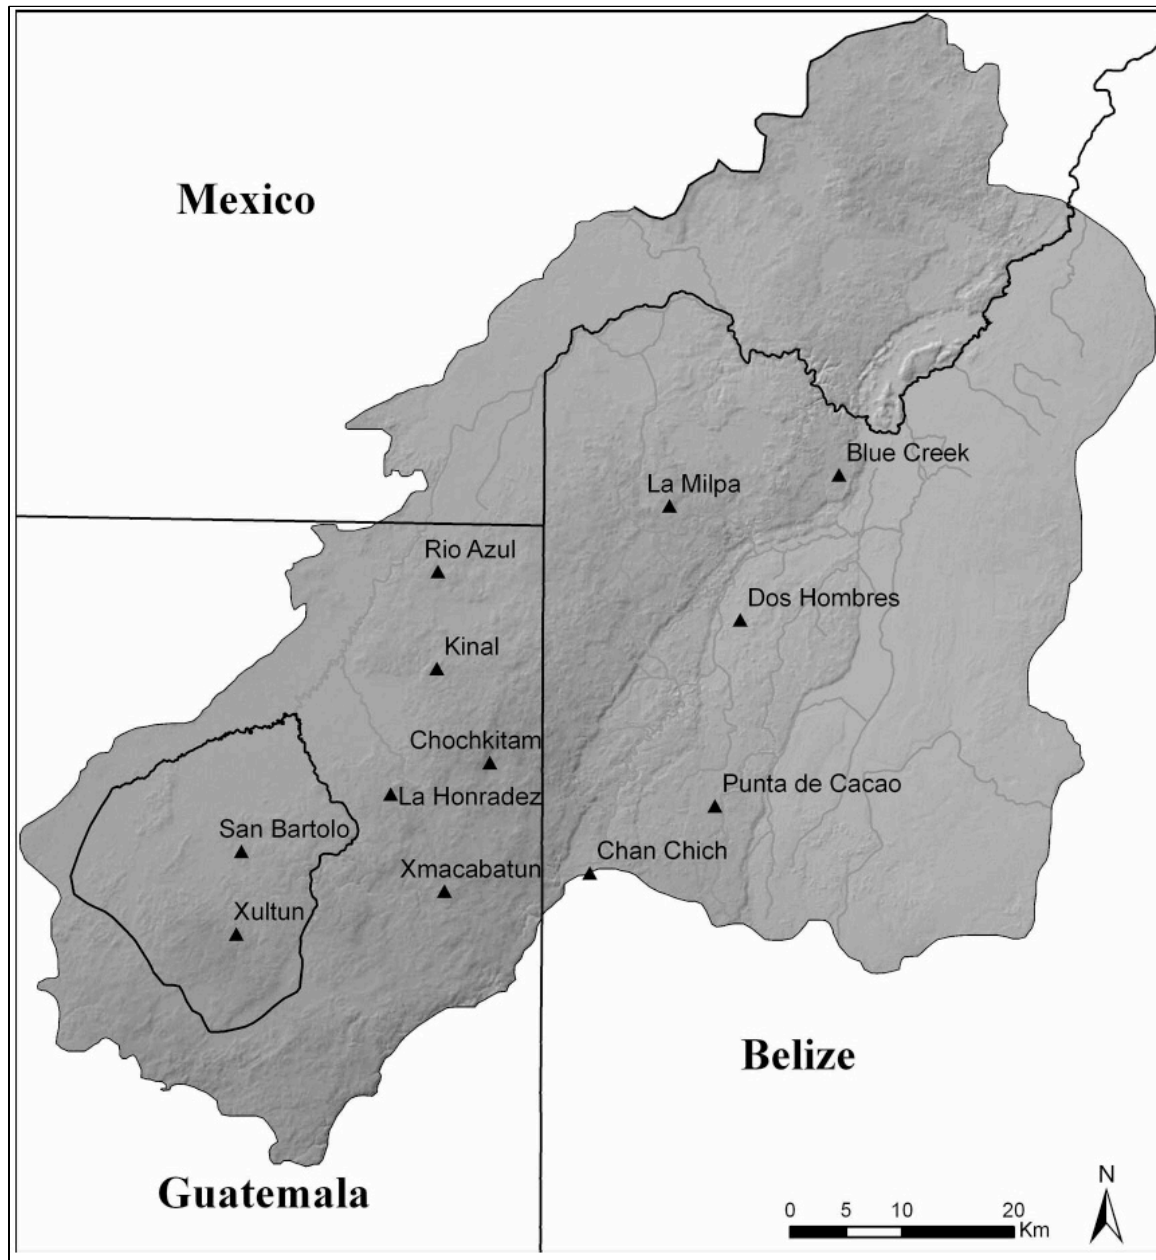 Mexico
Blue Creek
La Milpa
Rio Azul
Dos Hombres
Kinal
Chochkitam
Punta de Cacao
La Honradez
San Bartolo
Chan Chich
Xmacabatun
Xultun
Belize
Guatemala
N
0 5 10 20
Km